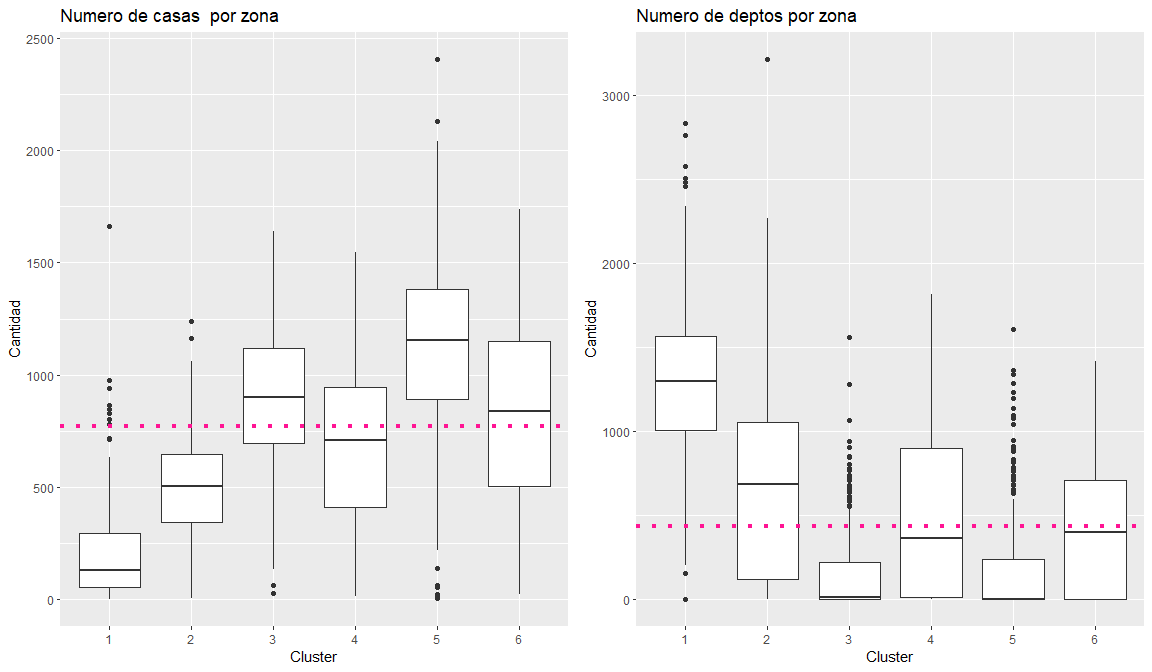 Numero de casas  por zona
2500
2000
1500
1000
500
0
Cantidad
1 2 3 4 5 6
Cluster
Numero de deptos por zona
3000
2000
1000
0
Cantidad
1 2 3 4 5 6
Cluster